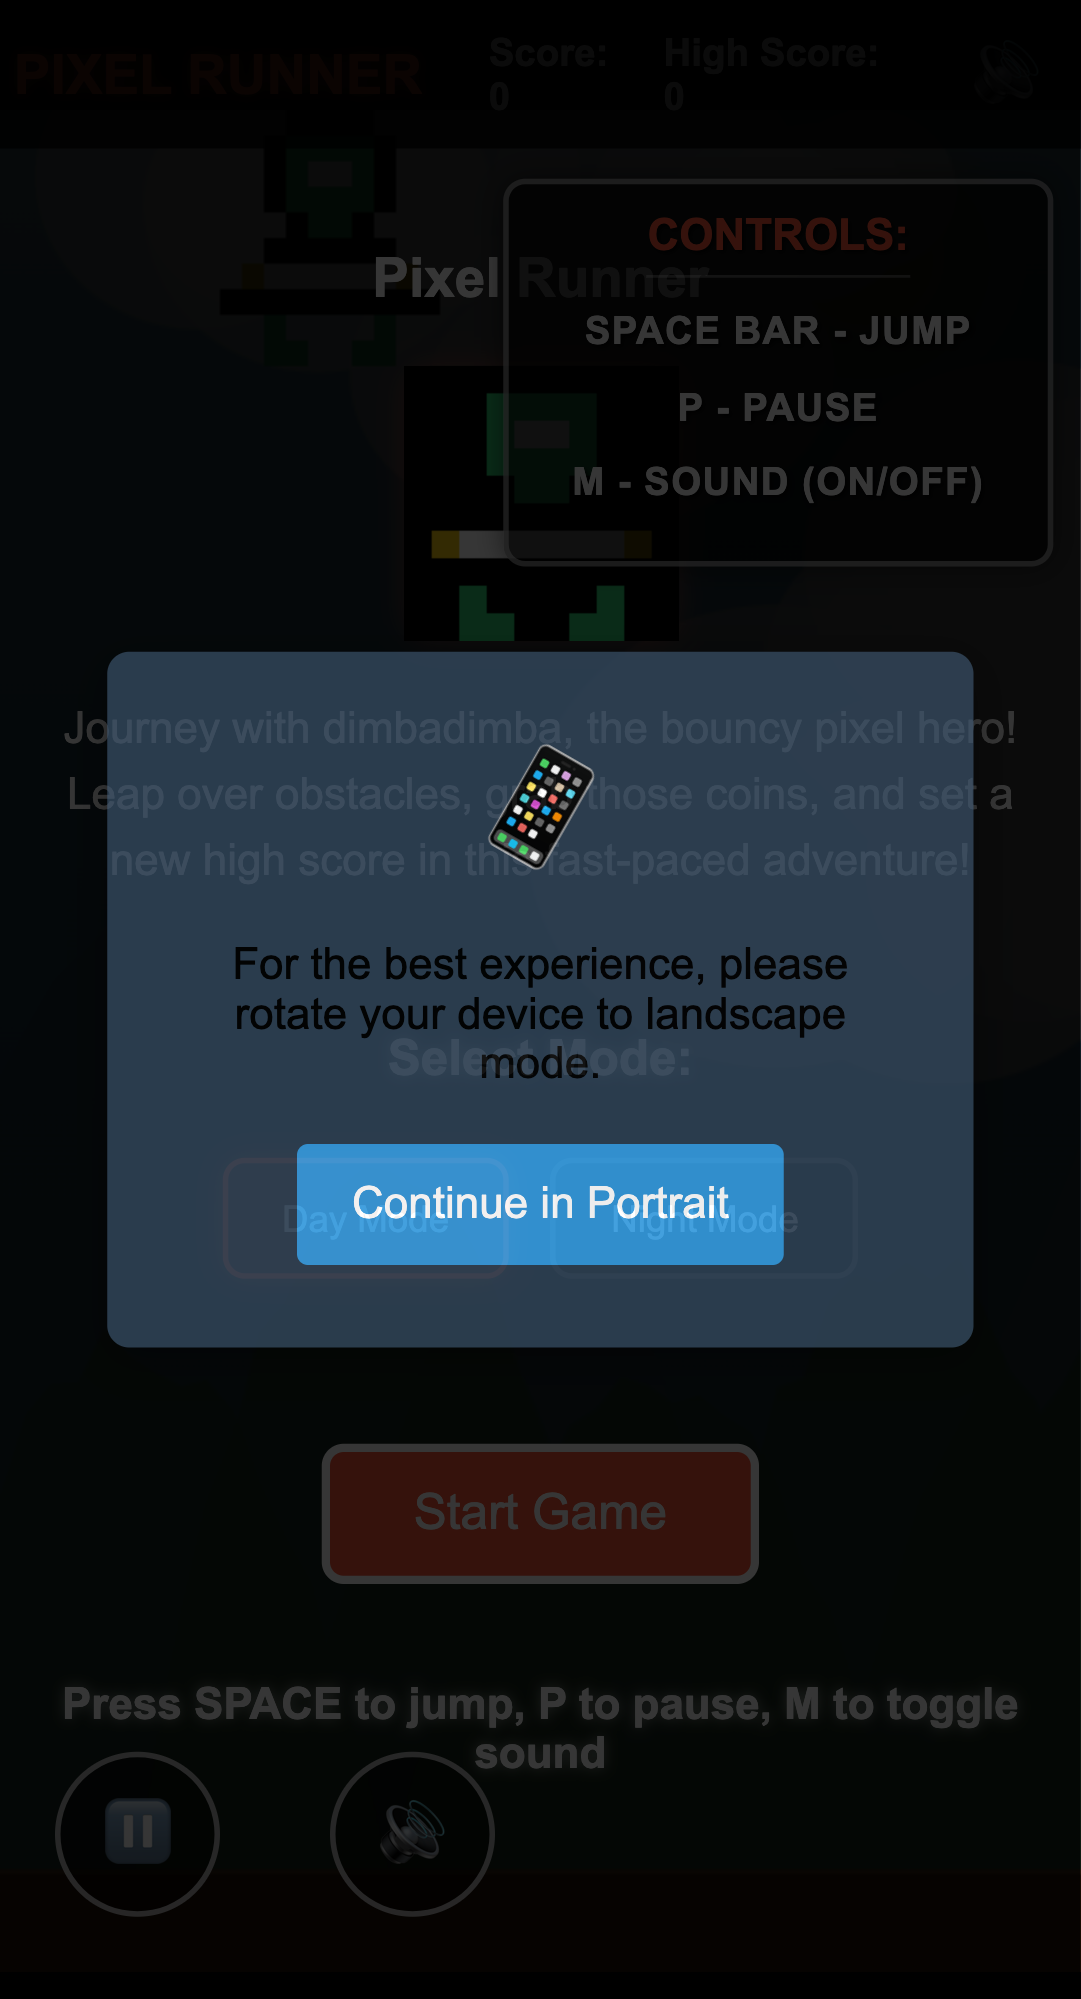 PIXEL RUNNER
Score:
0
High Score:
0
CONTROLS:
Pixel Runner
SPACE BAR - JUMP
P - PAUSE
M - SOUND (ON/OFF)
Journey with dimbadimba, the bouncy pixel hero!
Leap over obstacles, those coins, and set a
new high score in this fast-paced adventure!
For the best experience, please
rotate your device to landscape
mode.
Select Mode:
Continue in Portrait
Day Mode
Night Mode
Start Game
Press SPACE to jump, P to pause, M to toggle
sound